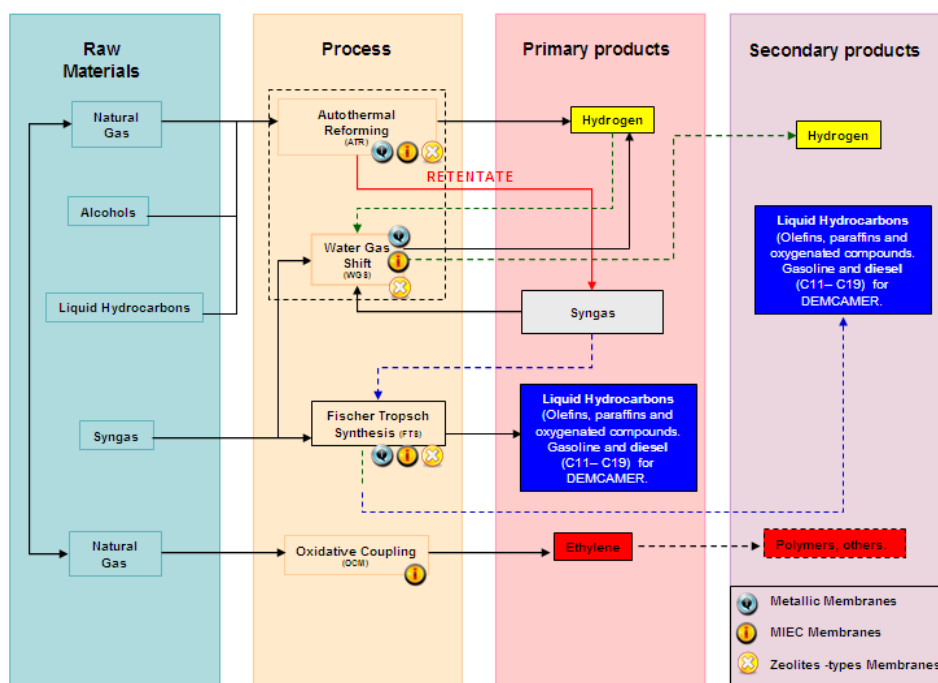 Raw
Materials
Process
Primary products
Secondary products
Natural
Gas
Autothermal
Reforming
(ATR)
Hydrogen
Hydrogen
RETENTATE
Alcohols
Liquid Hydrocarbons
(Olefins, paraffins and
oxygenated compounds.
Gasoline and diesel
(C11– C19) for
DEMCAMER.
Water Gas
Shift
(WGS)
Liquid Hydrocarbons
Syngas
Liquid Hydrocarbons
(Olefins, paraffins and
oxygenated compounds.
Gasoline and diesel
(C11– C19) for
DEMCAMER.
Syngas
Fischer Tropsch
Synthesis (FTS)
Natural
Gas
Oxidative Coupling
(OCM)
Ethylene
Polymers, others.
Metallic Membranes
MIEC Membranes
Zeolites -types Membranes